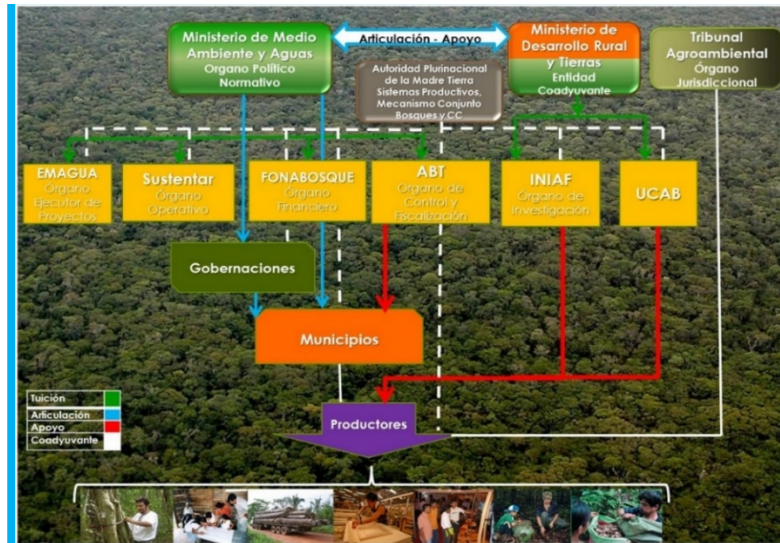 Ministerio de Medio
Ambiente y Aguas
Organo Político
Normativo
Articulación - Apoyo
Ministerio de
Desarrollo Rural
y Tierras
Entidad
Coadyuvante
Tribunal
Agroambiental
Órgano
Jurisdiccional
Autoridad Plurinacional
de la Madre Tierra
Sistemas Productivos,
Mecanismo Conjunto
Bosques y CC
EMAGUA
Órgano
Ejecutor de
Proyectos
Sustentar
Órgano
Operativo
FONABOSQUE
Órgano
Financiero
ABT
Órgano de
Control y
Fiscalización
INIAF
Órgano de
Investigación
UCAB
Gobernaciones
Municipios
Tuición
Articulación
Apoyo
Coadyuvante
Productores